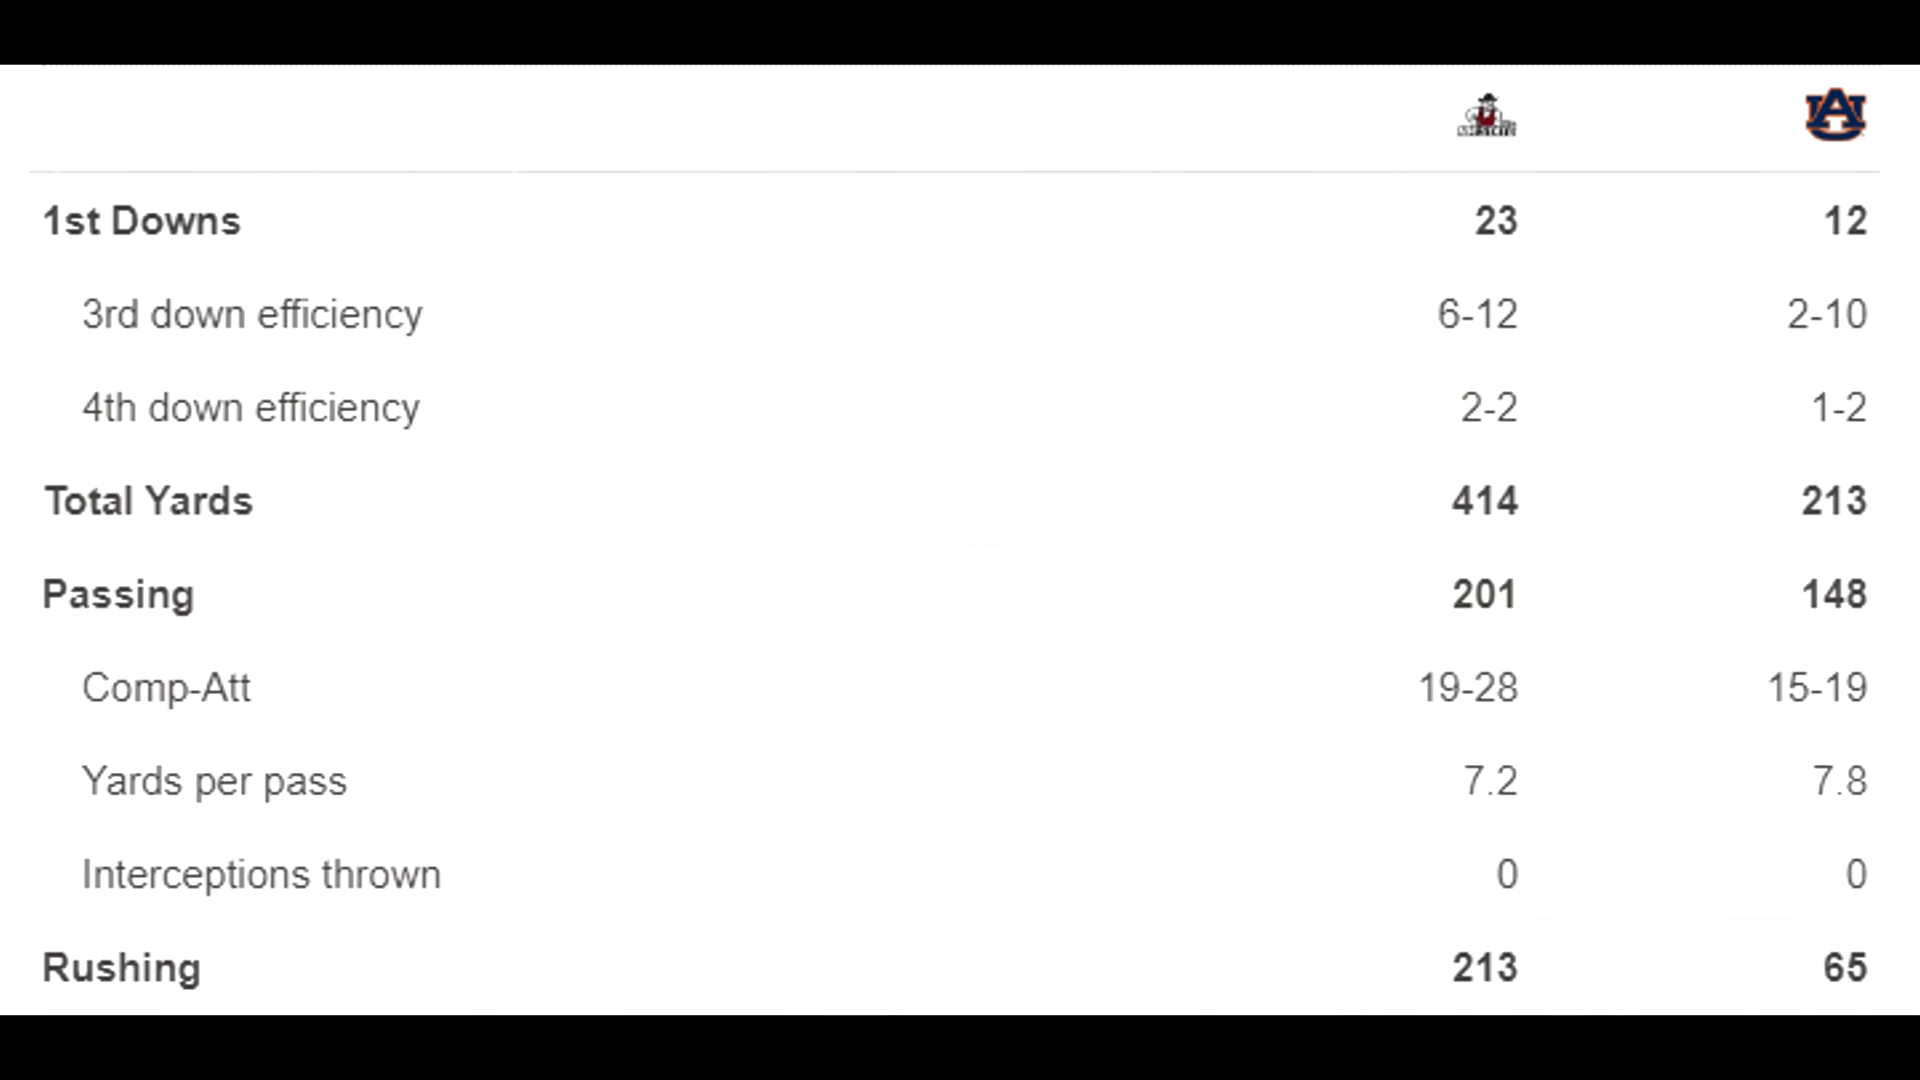 1st Downs 23 12
3rd down efficiency 6-12 2-10
4th down efficiency 2-2 1-2
Total Yards 414 213
Passing 201 148
Comp-Att 19-28 15-19
Yards per pass 7.2 7.8
Interceptions thrown 0 0
Rushing 213 65